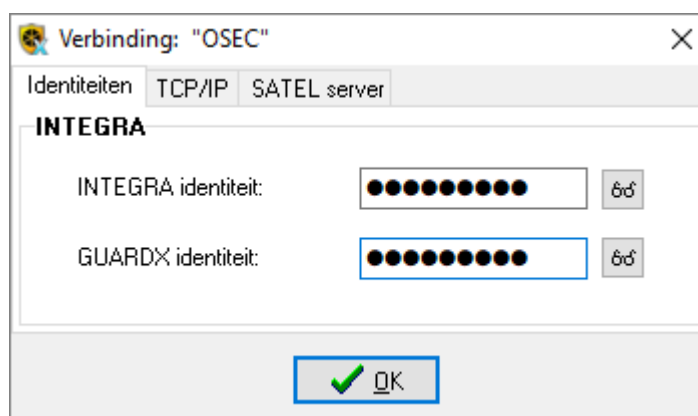 Verbinding: "OSEC"
Identiteiten TCP/IP SATEL server
INTEGRA
INTEGRA identiteit: ●●●●●●●●●
GUARDX identiteit: ●●●●●●●●●
OK